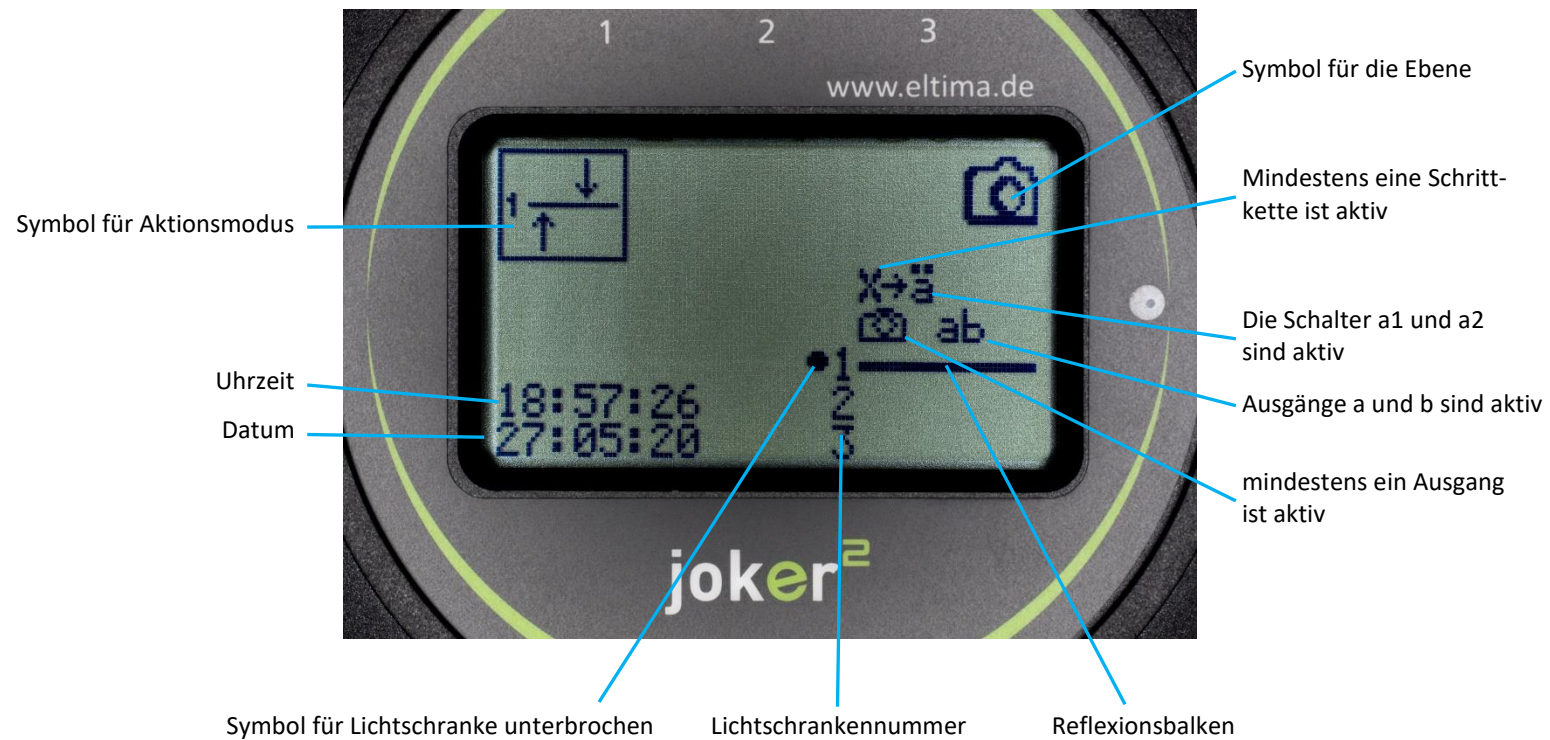 1 2 3
www.eltima.de
Symbol für die Ebene
Mindestens eine Schritt-
kette ist aktiv
Symbol für Aktionsmodus
1
X→ä
Die Schalter a1 und a2
sind aktiv
ab
1
Uhrzeit
18:57:26
2
Ausgänge a und b sind aktiv
Datum
27:05:20
3
mindestens ein Ausgang
ist aktiv
joker²
Symbol für Lichtschranke unterbrochen
Lichtschrankennummer
Reflexionsbalken